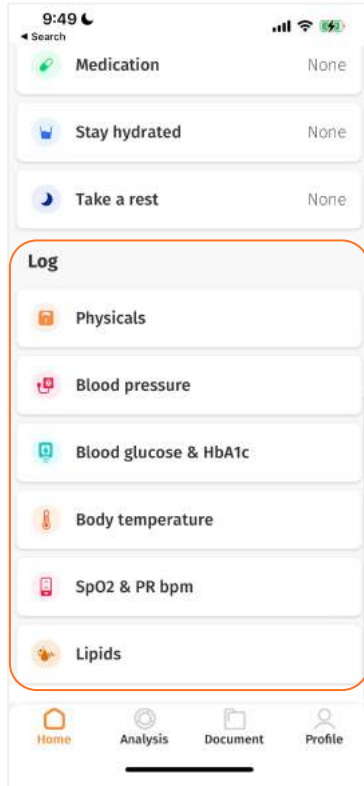 9:49
Search
Medication None
Stay hydrated None
Take a rest None
Log
Physicals
Blood pressure
Blood glucose & HbA1c
Body temperature
SpO2 & PR bpm
Lipids
Home Analysis Document Profile